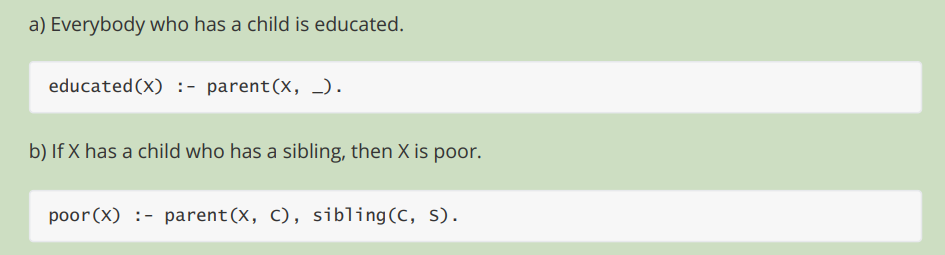 a) Everybody who has a child is educated.
educated(X) :- parent(X, _).
b) If X has a child who has a sibling, then X is poor.
poor(X) :- parent(X, C), sibling(C, S).